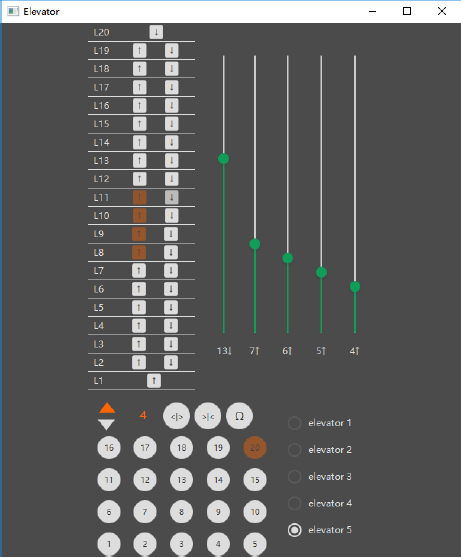 Elevator
L20 ↓
L19 ↑ ↓
L18 ↑ ↓
L17 ↑ ↓
L16 ↑ ↓
L15 ↑ ↓
L14 ↑ ↓
L13 ↑ ↓
L12 ↑ ↓
L11 ↑ ↓
L10 ↑ ↓
L9 ↑ ↓
L8 ↑ ↓
L7 ↑ ↓
L6 ↑ ↓
L5 ↑ ↓
L4 ↑ ↓
L3 ↑ ↓
L2 ↑ ↓
L1 ↑
13↓ 7↑ 6↑ 5↑ 4↑
4 <|> >|< Ω
16 17 18 19 20
11 12 13 14 15
6 7 8 9 10
1 2 3 4 5
elevator 1
elevator 2
elevator 3
elevator 4
elevator 5